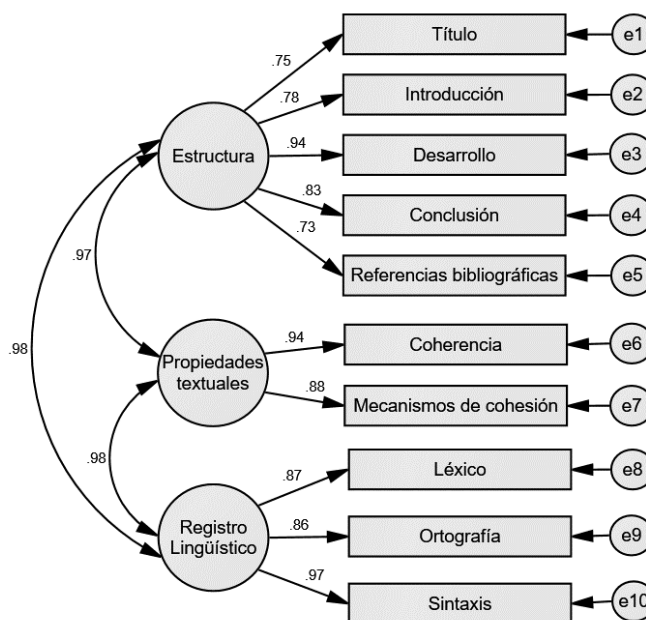 Título
e1
.75
Introducción
e2
.78
Estructura
.94
Desarrollo
e3
.83
Conclusión
e4
.73
Referencias bibliográficas
e5
.97
.98
Propiedades
textuales
.94
Coherencia
e6
.88
Mecanismos de cohesión
e7
.98
Registro
Lingüístico
.87
Léxico
e8
.86
Ortografía
e9
.97
Sintaxis
e10